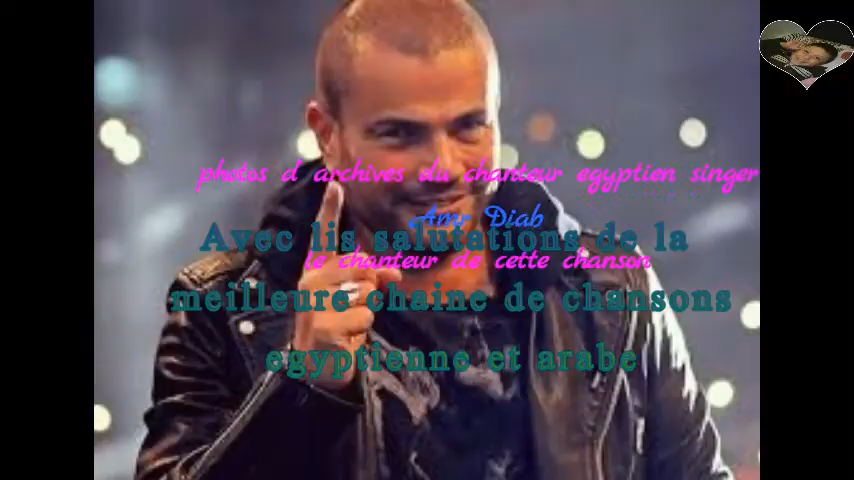 photos d archives du chanteur egyptien singer
Amr Diab
Avec lis salutations de la
le chanteur de cette chanson
meilleure chaine de chansons
egyptienne et arabe